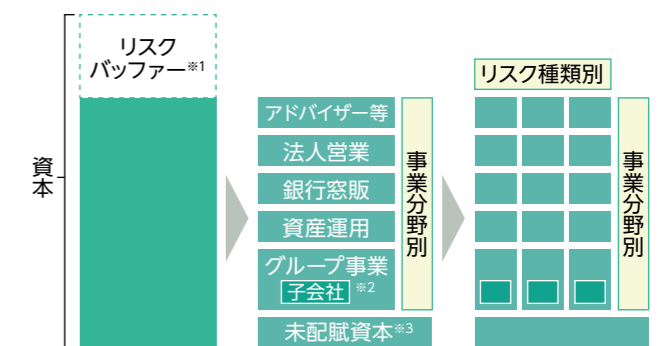 資本
リスク
バッファー※1
アドバイザー等
法人営業
銀行窓販
資産運用
グループ事業
子会社 ※2
未配賦資本※3
事業分野別
リスク種類別
事業分野別